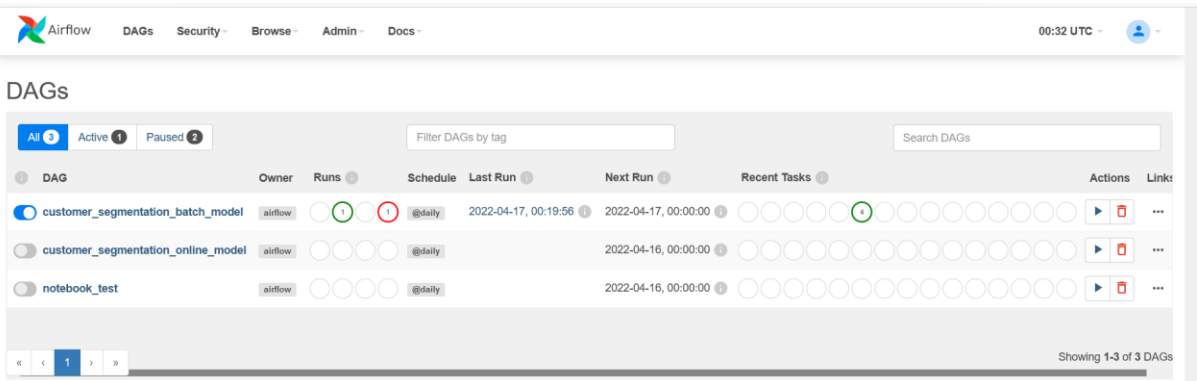 Airflow DAGs Security Browse Admin Docs 00:32 UTC
DAGs
All 3 Active 1 Paused 2 Filter DAGs by tag Search DAGs
DAG Owner Runs Schedule Last Run Next Run Recent Tasks Actions Links
customer_segmentation_batch_model airflow 1 1 @daily 2022-04-17, 00:19:56 2022-04-17, 00:00:00 4
customer_segmentation_online_model airflow @daily 2022-04-16, 00:00:00
notebook_test airflow @daily 2022-04-16, 00:00:00
« ‹ 1 › » Showing 1-3 of 3 DAGs